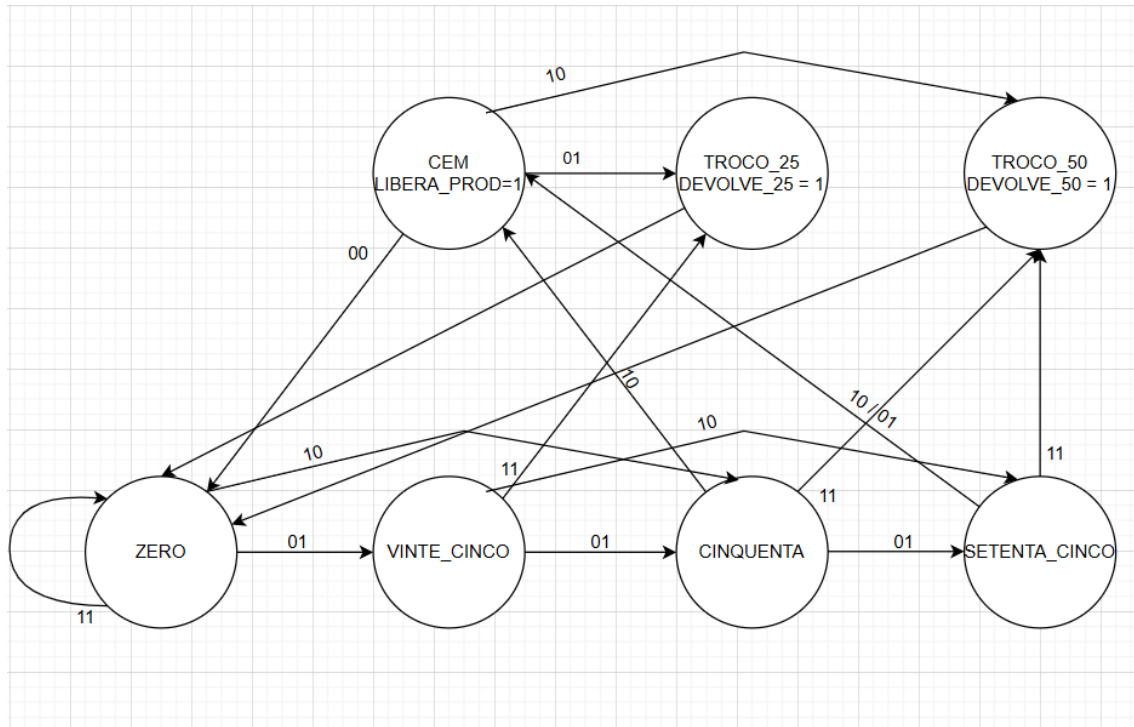 10
CEM
LIBERA_PROD=1
01
TROCO_25
DEVOLVE_25 = 1
TROCO_50
DEVOLVE_50 = 1
00
10
10 / 01
10
10
11
11
11
ZERO
01
VINTE_CINCO
01
CINQUENTA
01
SETENTA_CINCO
11